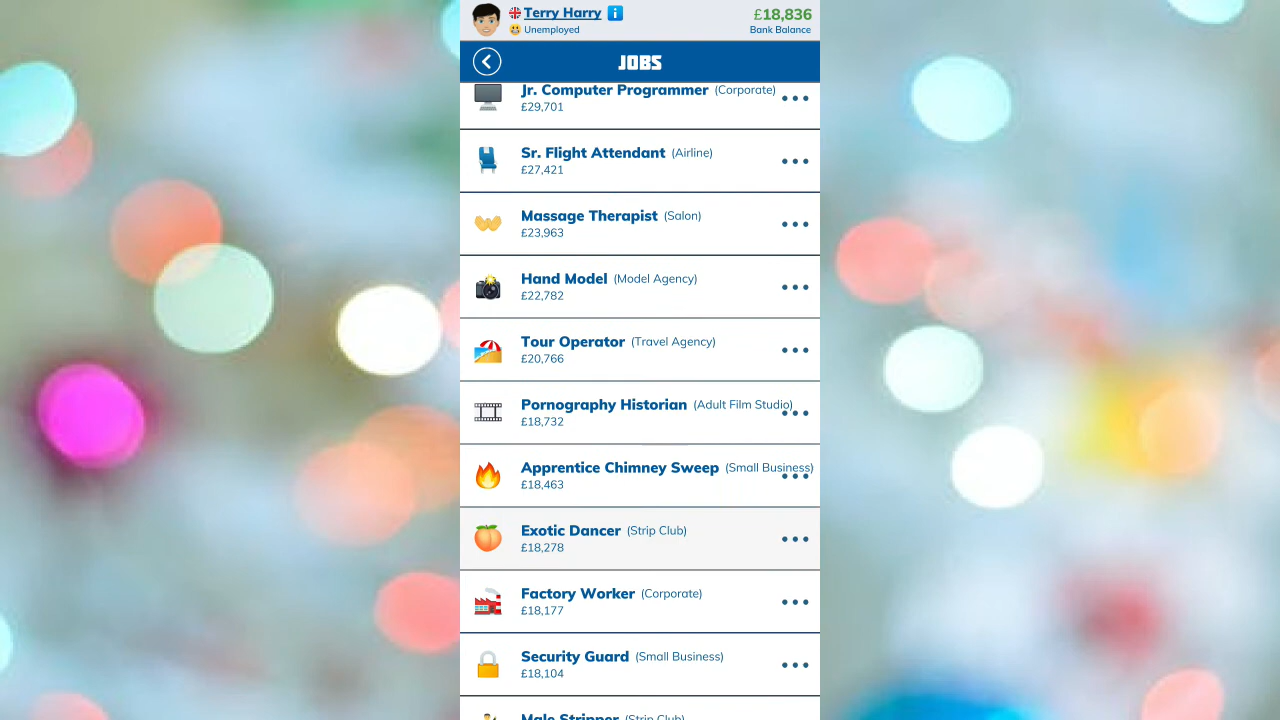 Terry Harry
£18,836
Unemployed
Bank Balance
JOBS
Jr. Computer Programmer (Corporate)
£29,701
Sr. Flight Attendant (Airline)
£27,421
Massage Therapist (Salon)
£23,963
Hand Model (Model Agency)
£22,782
Tour Operator (Travel Agency)
£20,766
Pornography Historian (Adult Film Studio)
£18,732
Apprentice Chimney Sweep (Small Business)
£18,463
Exotic Dancer (Strip Club)
£18,278
Factory Worker (Corporate)
£18,177
Security Guard (Small Business)
£18,104
Male Stripper (Strip Club)